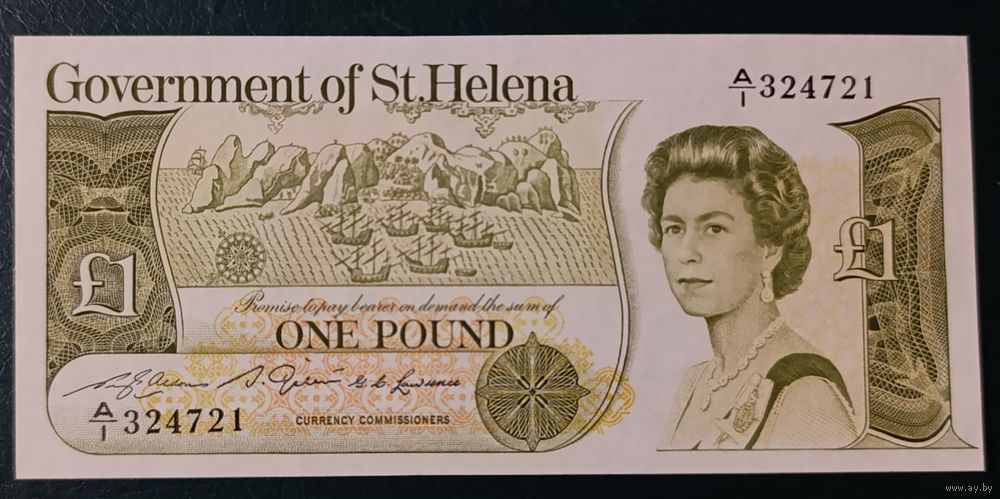 Government of St.Helena
A/1 324721
£1
£1
Promise to pay bearer on demand the sum of
ONE POUND
G. C. Lawrence
A/1 324721
CURRENCY COMMISSIONERS
www.ay.by